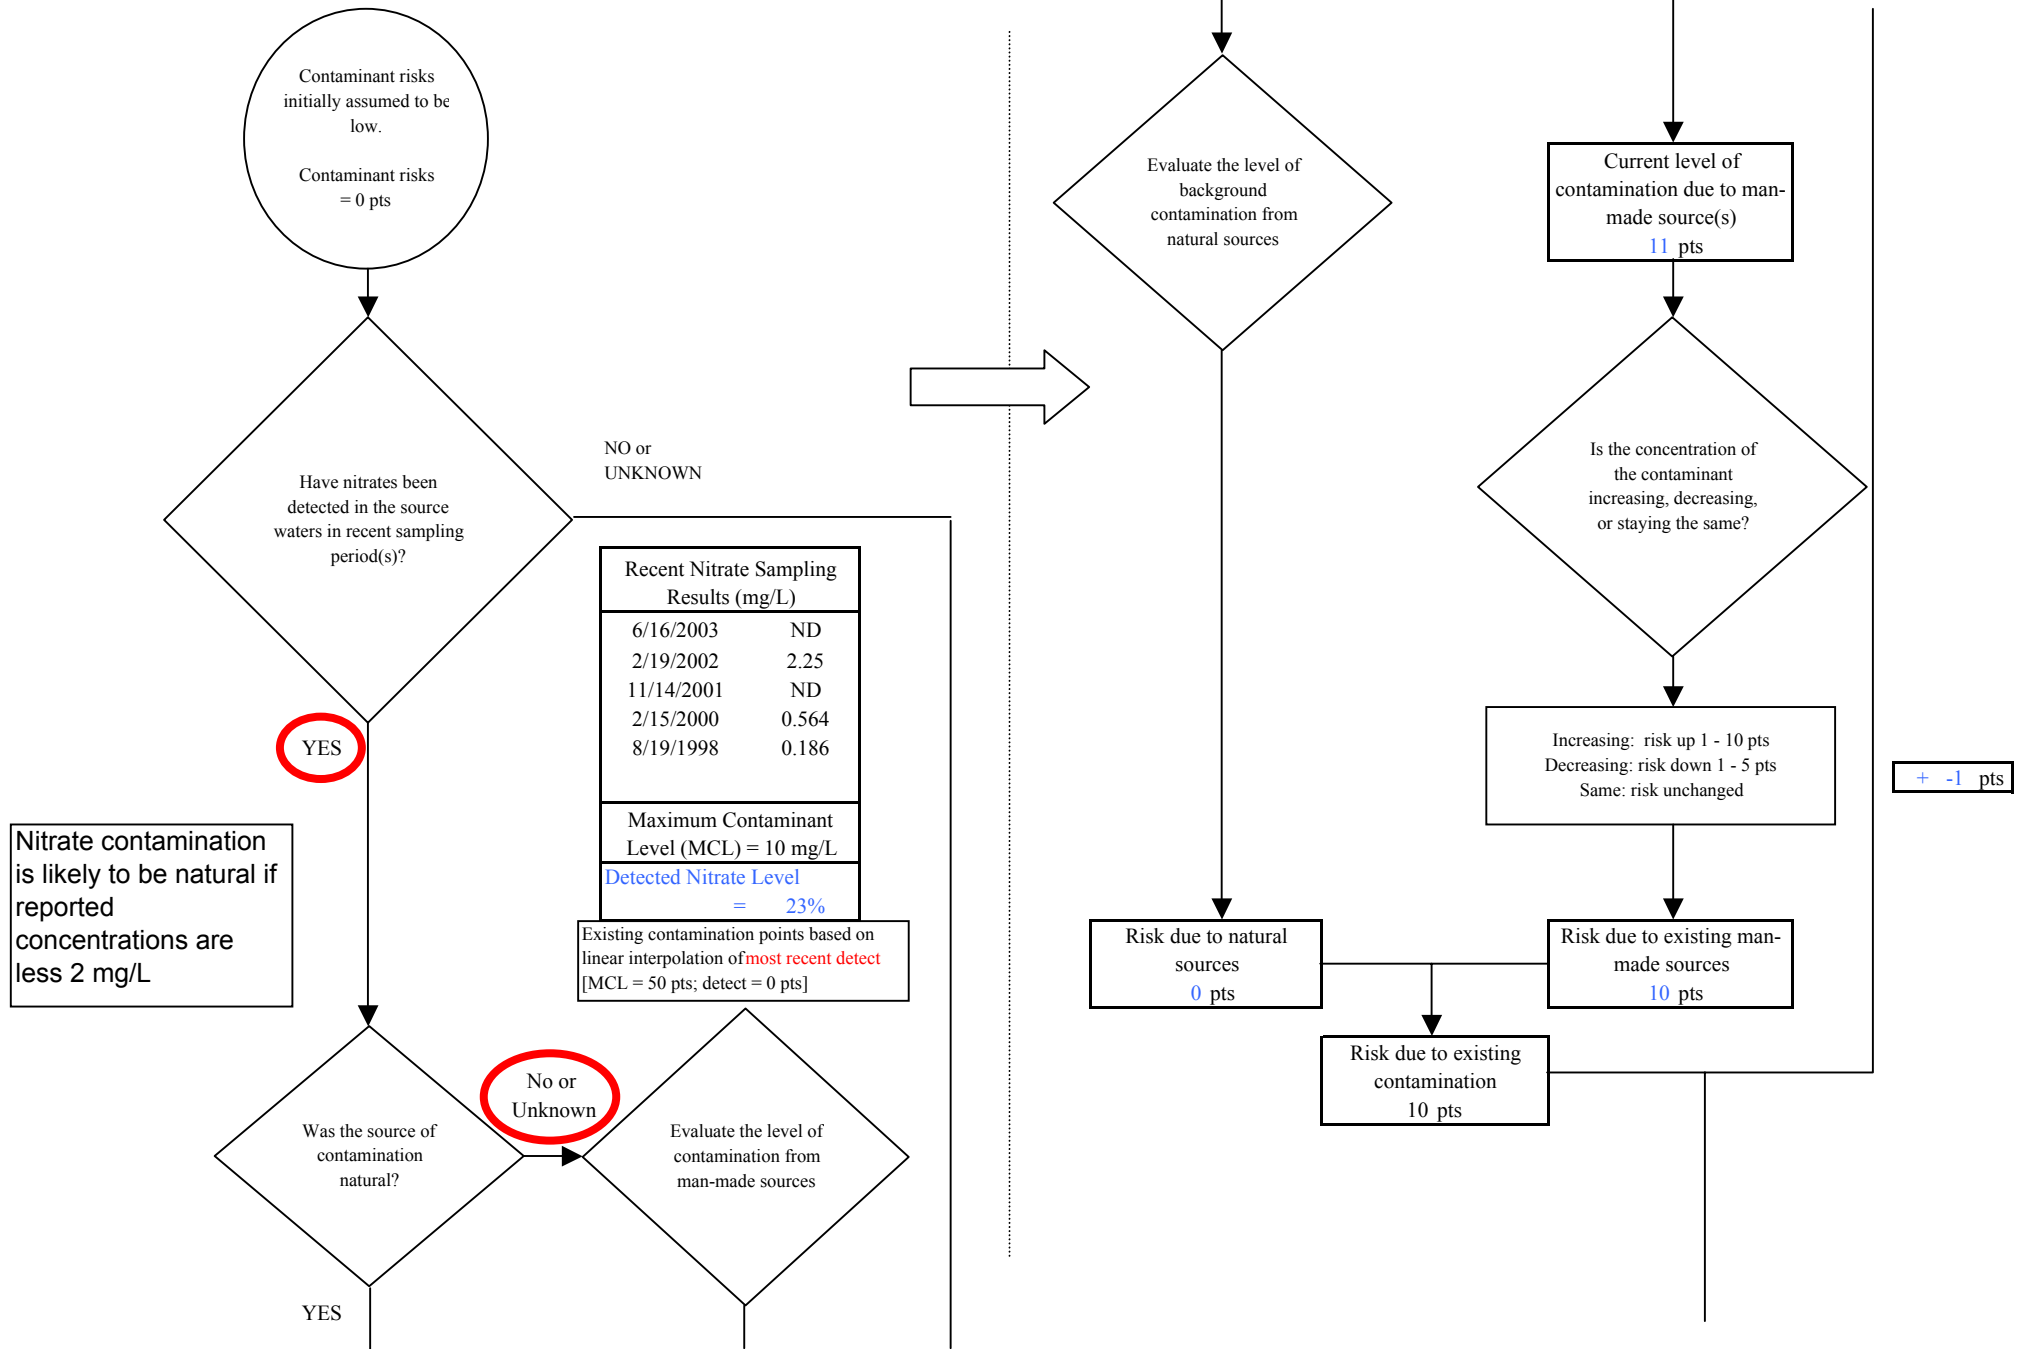 Contaminant risks
initially assumed to be
low.
Contaminant risks
= 0 pts
Have nitrates been
detected in the source
waters in recent sampling
period(s)?
NO or
UNKNOWN
YES
Recent Nitrate Sampling
Results (mg/L)
6/16/2003 ND
2/19/2002 2.25
11/14/2001 ND
2/15/2000 0.564
8/19/1998 0.186
Maximum Contaminant
Level (MCL) = 10 mg/L
Detected Nitrate Level
= 23%
Existing contamination points based on
linear interpolation of most recent detect
[MCL = 50 pts; detect = 0 pts]
Nitrate contamination
is likely to be natural if
reported
concentrations are
less 2 mg/L
Was the source of
contamination
natural?
No or
Unknown
Evaluate the level of
contamination from
man-made sources
YES
Evaluate the level of
background
contamination from
natural sources
Current level of
contamination due to man-
made source(s)
11 pts
Is the concentration of
the contaminant
increasing, decreasing,
or staying the same?
Increasing: risk up 1 - 10 pts
Decreasing: risk down 1 - 5 pts
Same: risk unchanged
+ -1 pts
Risk due to natural
sources
0 pts
Risk due to existing man-
made sources
10 pts
Risk due to existing
contamination
10 pts